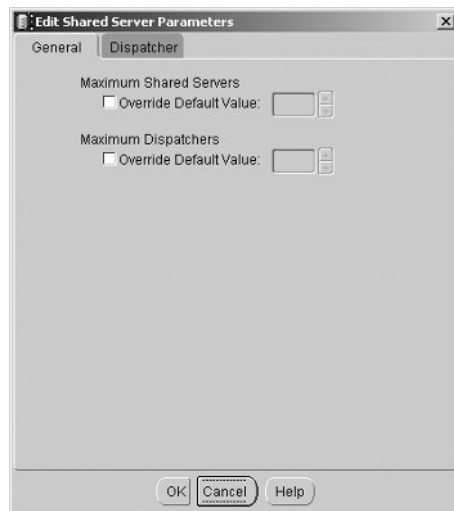 Edit Shared Server Parameters
General Dispatcher
Maximum Shared Servers
Override Default Value:
Maximum Dispatchers
Override Default Value:
OK Cancel Help